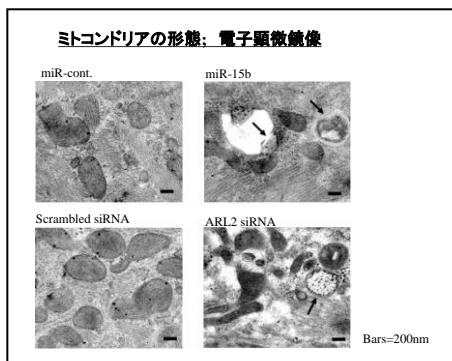 ミトコンドリアの形態; 電子顕微鏡像
miR-cont.
miR-15b
Scrambled siRNA
ARL2 siRNA
Bars=200nm